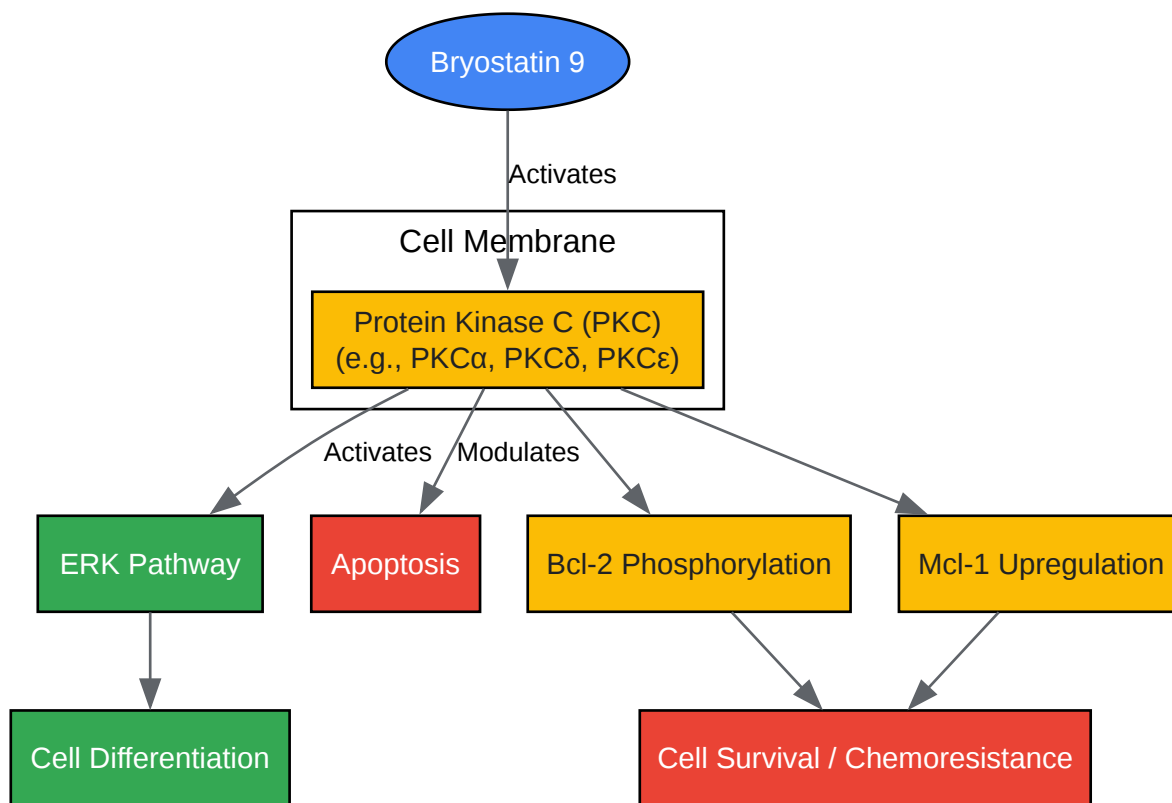 Bryostatin 9
Activates
Cell Membrane
Protein Kinase C (PKC)
(e.g., PKCα, PKCδ, PKCε)
Activates
Modulates
ERK Pathway
Apoptosis
Bcl-2 Phosphorylation
Mcl-1 Upregulation
Cell Differentiation
Cell Survival / Chemoresistance